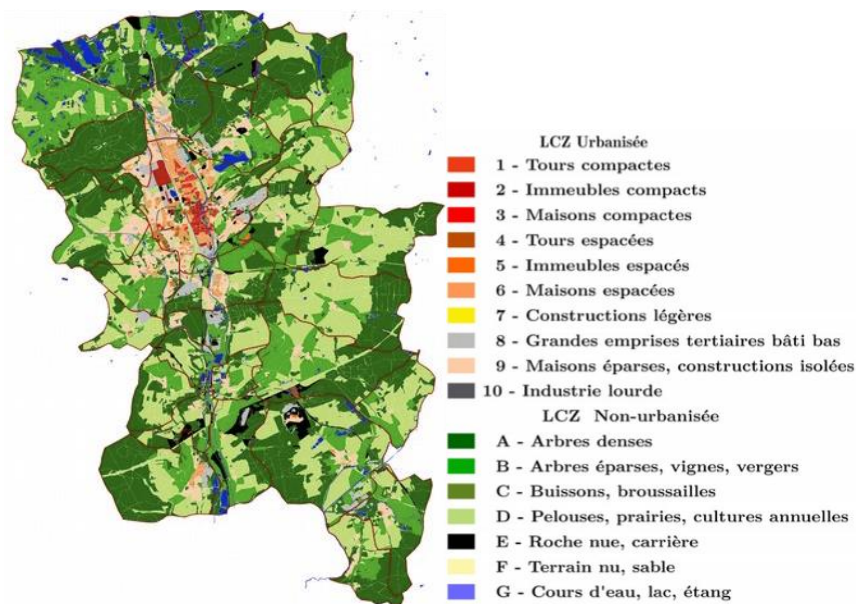 LCZ Urbanisée
1 - Tours compactes
2 - Immeubles compacts
3 - Maisons compactes
4 - Tours espacées
5 - Immeubles espacés
6 - Maisons espacées
7 - Constructions légères
8 - Grandes emprises tertiaires bâti bas
9 - Maisons éparses, constructions isolées
10 - Industrie lourde
LCZ Non-urbanisée
A - Arbres denses
B - Arbres éparses, vignes, vergers
C - Buissons, broussailles
D - Pelouses, prairies, cultures annuelles
E - Roche nue, carrière
F - Terrain nu, sable
G - Cours d'eau, lac, étang